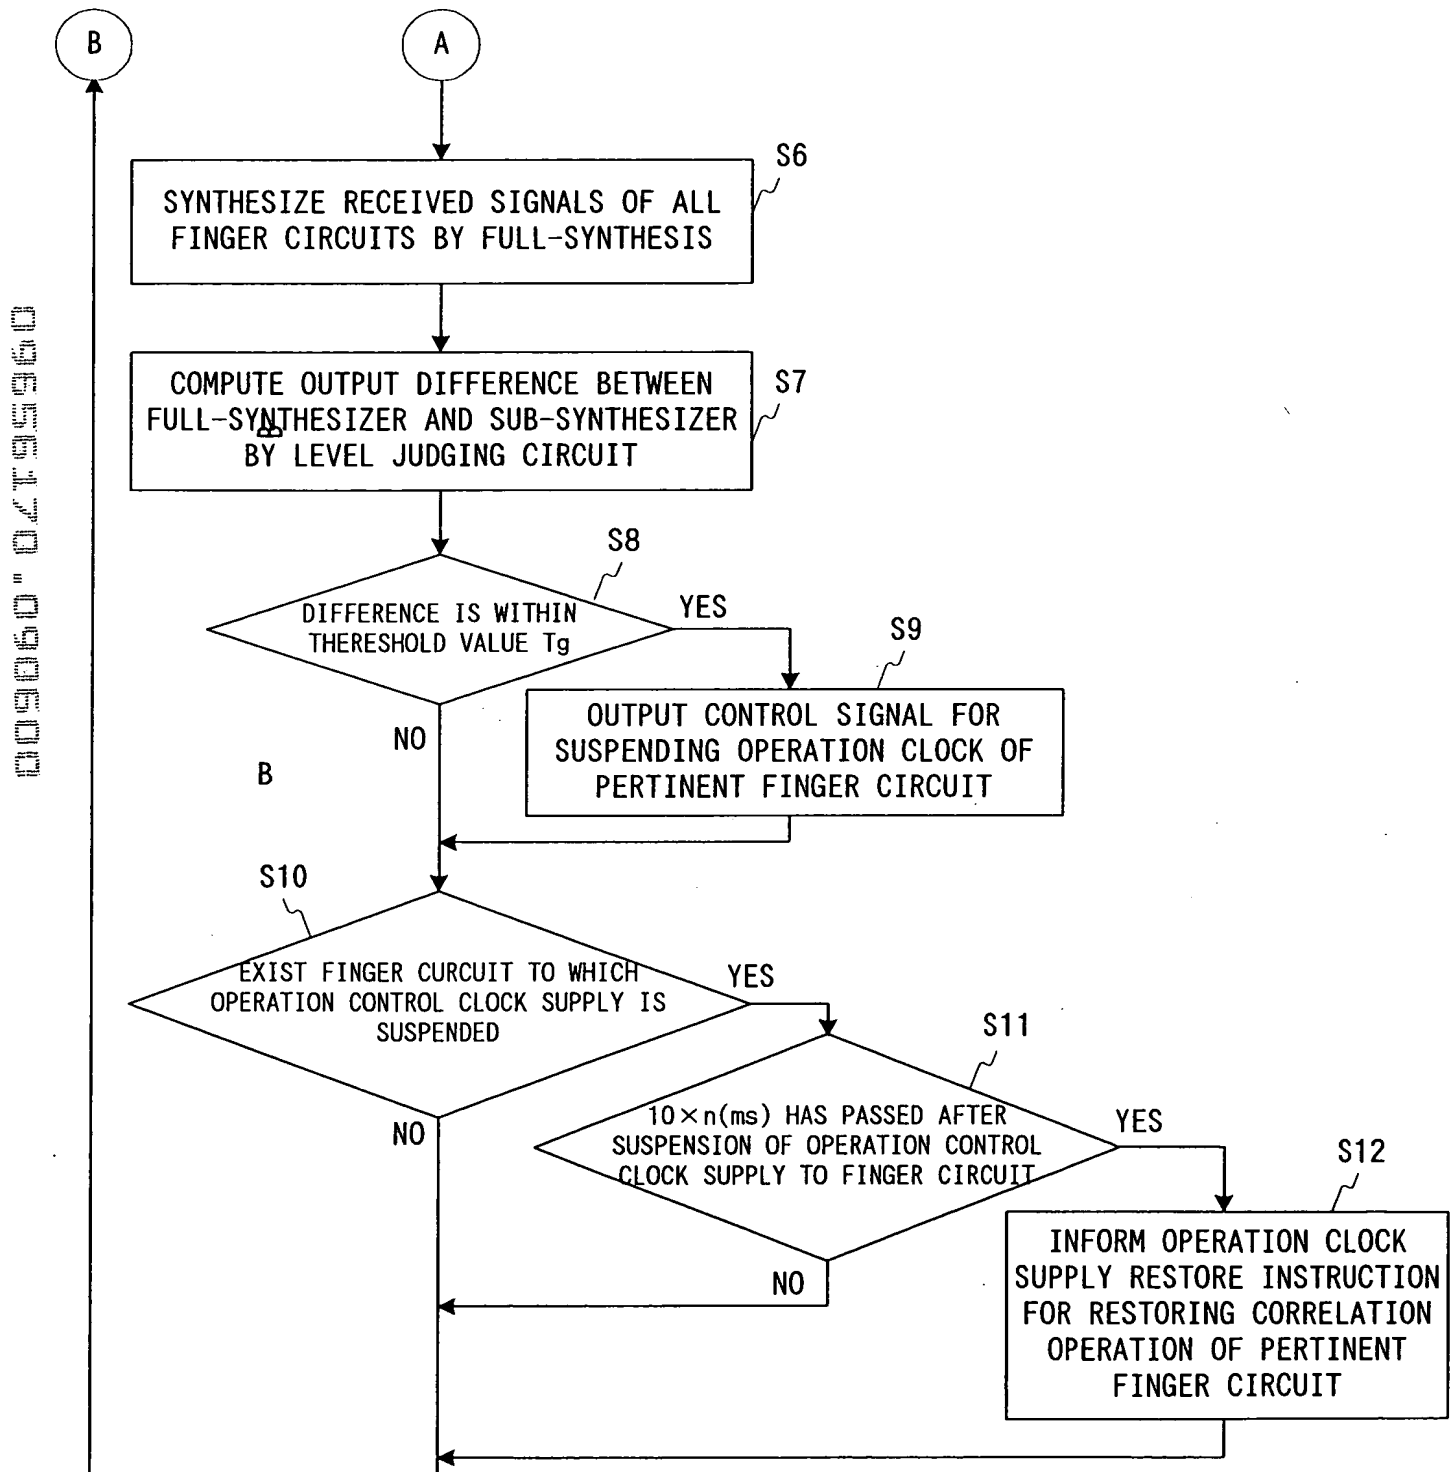 B
A
S6
SYNTHESIZE RECEIVED SIGNALS OF ALL
FINGER CIRCUITS BY FULL-SYNTHESIS
S7
COMPUTE OUTPUT DIFFERENCE BETWEEN
FULL-SYNTHESIZER AND SUB-SYNTHESIZER
B
BY LEVEL JUDGING CIRCUIT
S8
DIFFERENCE IS WITHIN
THERESHOLD VALUE Tg
YES
S9
OUTPUT CONTROL SIGNAL FOR
SUSPENDING OPERATION CLOCK OF
PERTINENT FINGER CIRCUIT
NO
B
S10
EXIST FINGER CURCUIT TO WHICH
OPERATION CONTROL CLOCK SUPPLY IS
SUSPENDED
YES
S11
10×n(ms) HAS PASSED AFTER
SUSPENSION OF OPERATION CONTROL
CLOCK SUPPLY TO FINGER CIRCUIT
YES
NO
S12
INFORM OPERATION CLOCK
SUPPLY RESTORE INSTRUCTION
FOR RESTORING CORRELATION
OPERATION OF PERTINENT
FINGER CIRCUIT
NO
09656170.090600